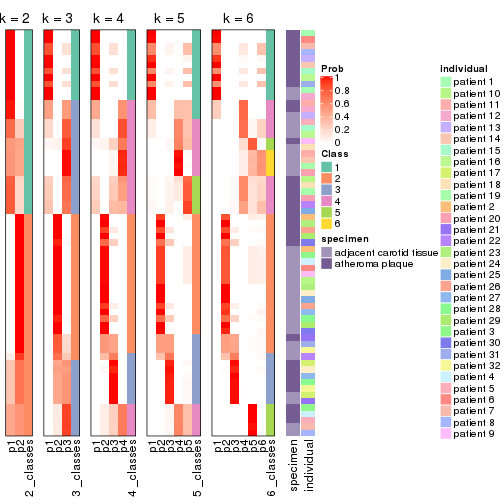 k = 2
k = 3
k = 4
k = 5
k = 6
p1
p2
2_classes
p1
p2
p3
3_classes
p1
p2
p3
p4
4_classes
p1
p2
p3
p4
p5
5_classes
p1
p2
p3
p4
p5
p6
6_classes
specimen
individual
Prob
1
0.8
0.6
0.4
0.2
0
Class
1
2
3
4
5
6
specimen
adjacent carotid tissue
atheroma plaque
individual
patient 1
patient 10
patient 11
patient 12
patient 13
patient 14
patient 15
patient 16
patient 17
patient 18
patient 19
patient 2
patient 20
patient 21
patient 22
patient 23
patient 24
patient 25
patient 26
patient 27
patient 28
patient 29
patient 3
patient 30
patient 31
patient 32
patient 4
patient 5
patient 6
patient 7
patient 8
patient 9